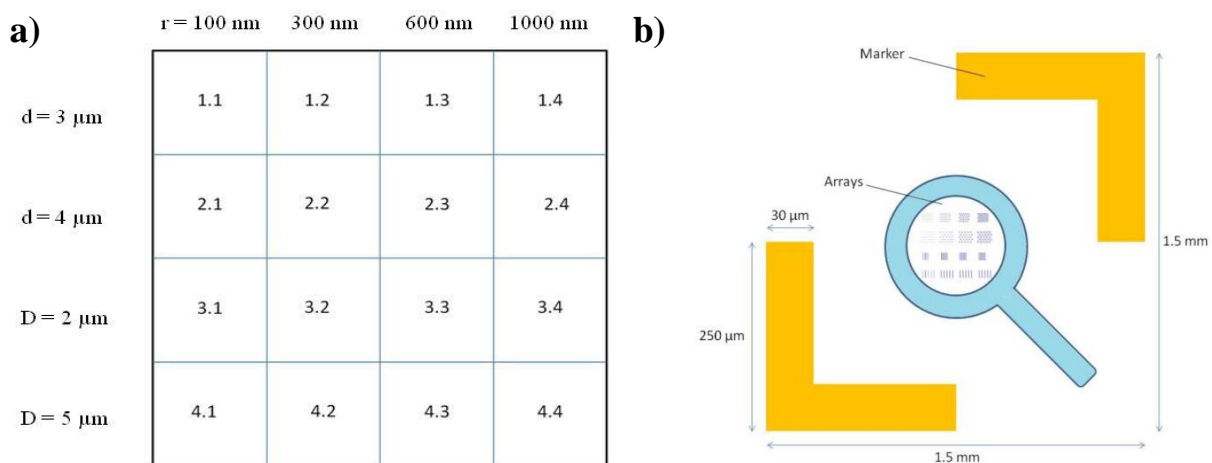 a)
r = 100 nm 300 nm 600 nm 1000 nm
d = 3 µm 1.1 1.2 1.3 1.4
d = 4 µm 2.1 2.2 2.3 2.4
D = 2 µm 3.1 3.2 3.3 3.4
D = 5 µm 4.1 4.2 4.3 4.4
b)
Marker
Arrays
30 µm
1.5 mm
250 µm
1.5 mm